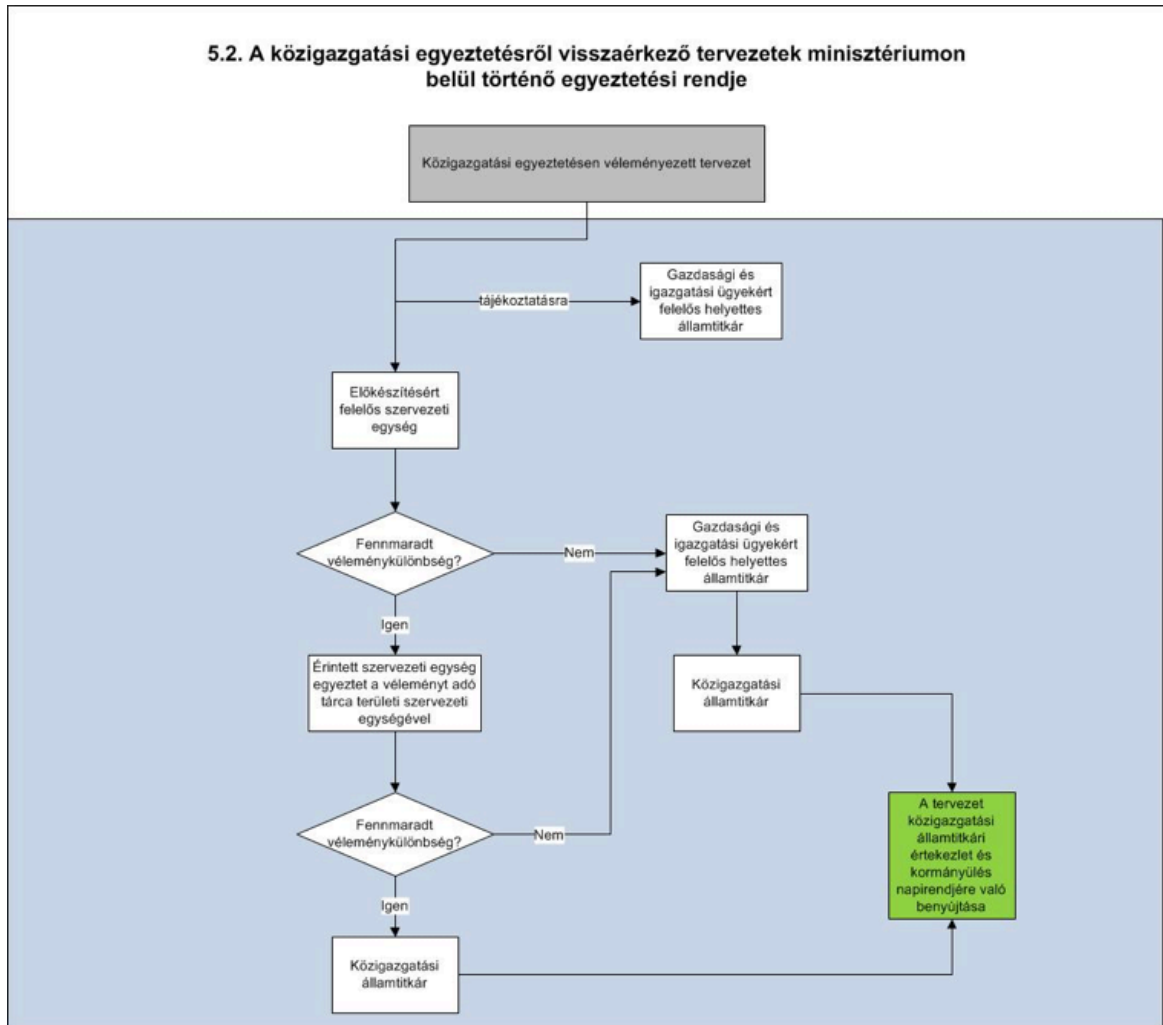 5.2. A közigazgatási egyeztetésről visszaérkező tervezetek minisztériumon
belül történő egyeztetési rendje
Közigazgatási egyeztetésen véleményezett tervezet
tájékoztatásra
Gazdasági és
igazgatási ügyekért
felelős helyettes
államtitkár
Előkészítésért
felelős szervezeti
egység
Fennmaradt
véleménykülönbség?
Nem
Gazdasági és
igazgatási ügyekért
felelős helyettes
államtitkár
Igen
Érintett szervezeti egység
egyeztet a véleményt adó
tárca területi szervezeti
egységével
Közigazgatási
államtitkár
Fennmaradt
véleménykülönbség?
Nem
A tervezet
közigazgatási
államtitkári
értekezlet és
kormányülés
napirendjére való
benyújtása
Igen
Közigazgatási
államtitkár